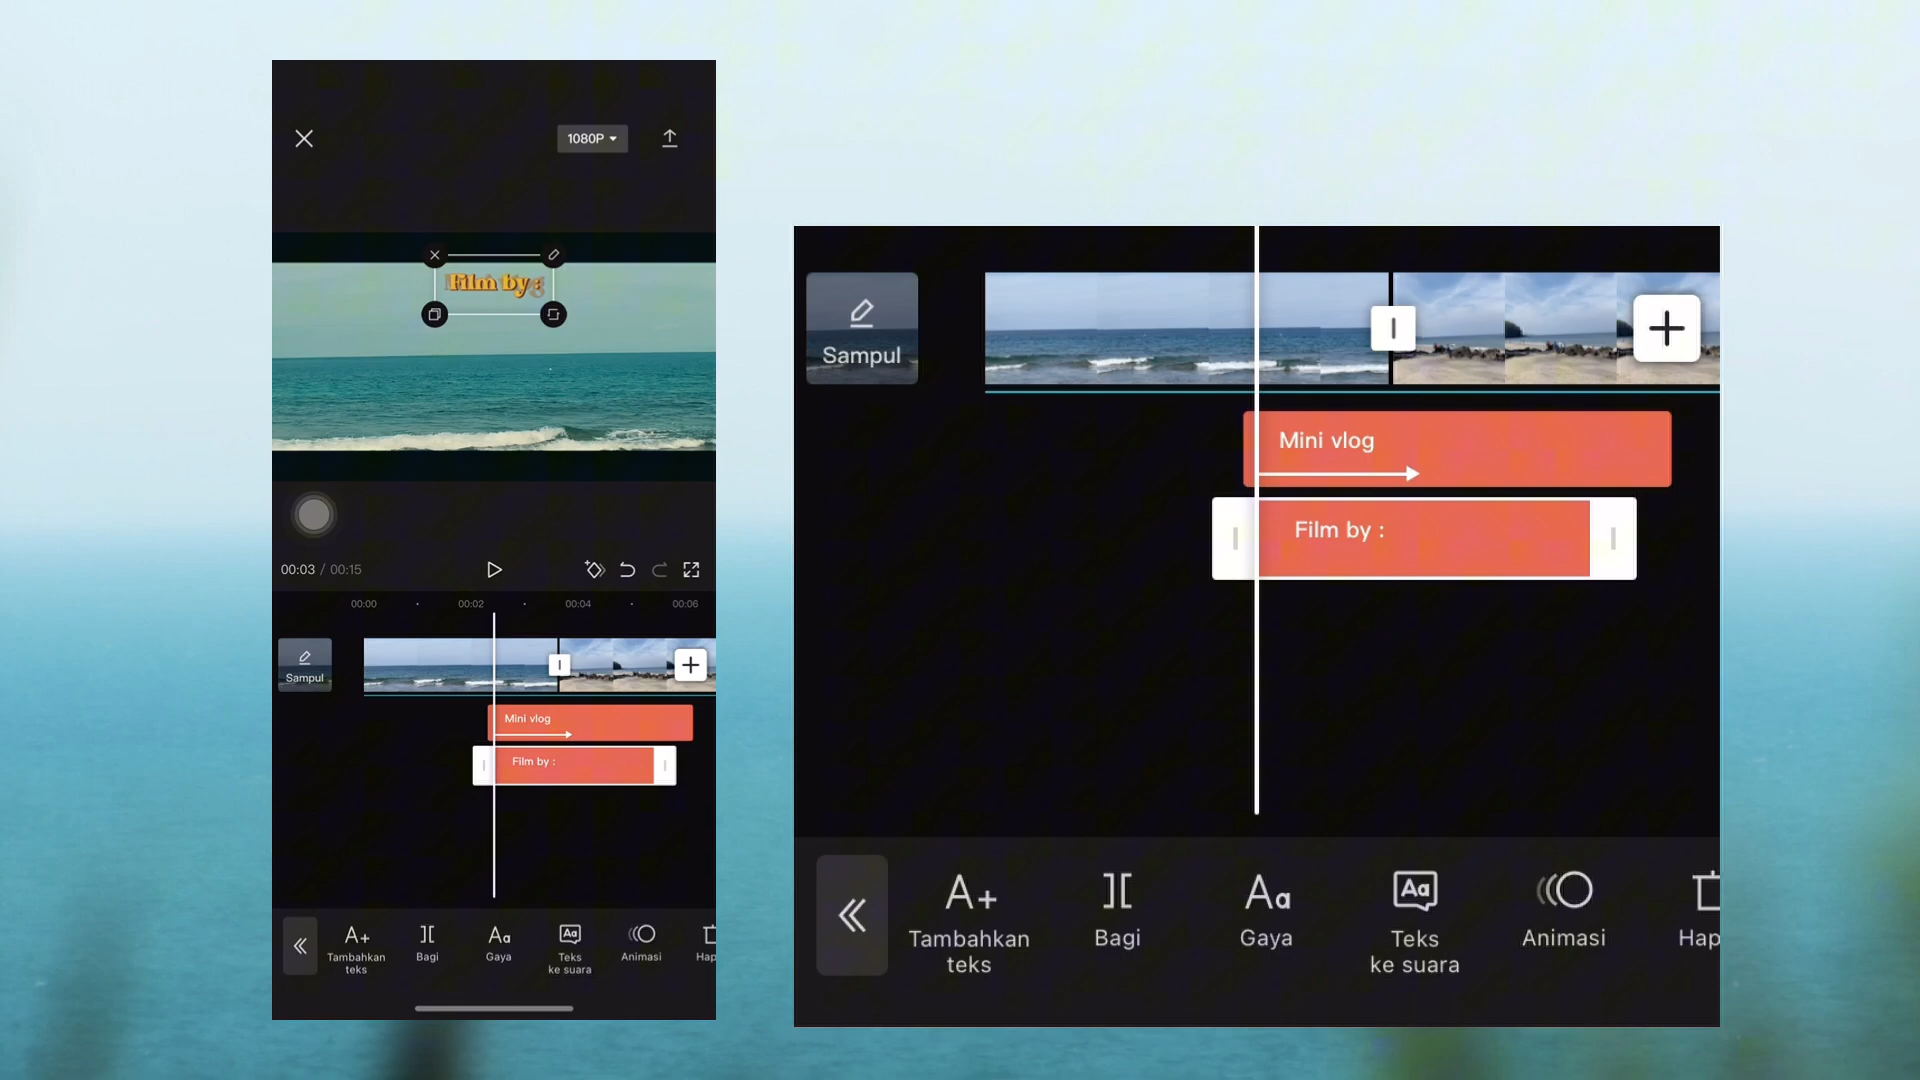 1080P
Film by :
00:03 / 00:15
00:00
00:02
00:04
00:06
Sampul
Mini vlog
Film by :
Tambahkan
teks
Bagi
Gaya
Teks
ke suara
Animasi
Hap
Sampul
Mini vlog
Film by :
Tambahkan
teks
Bagi
Gaya
Teks
ke suara
Animasi
Hap